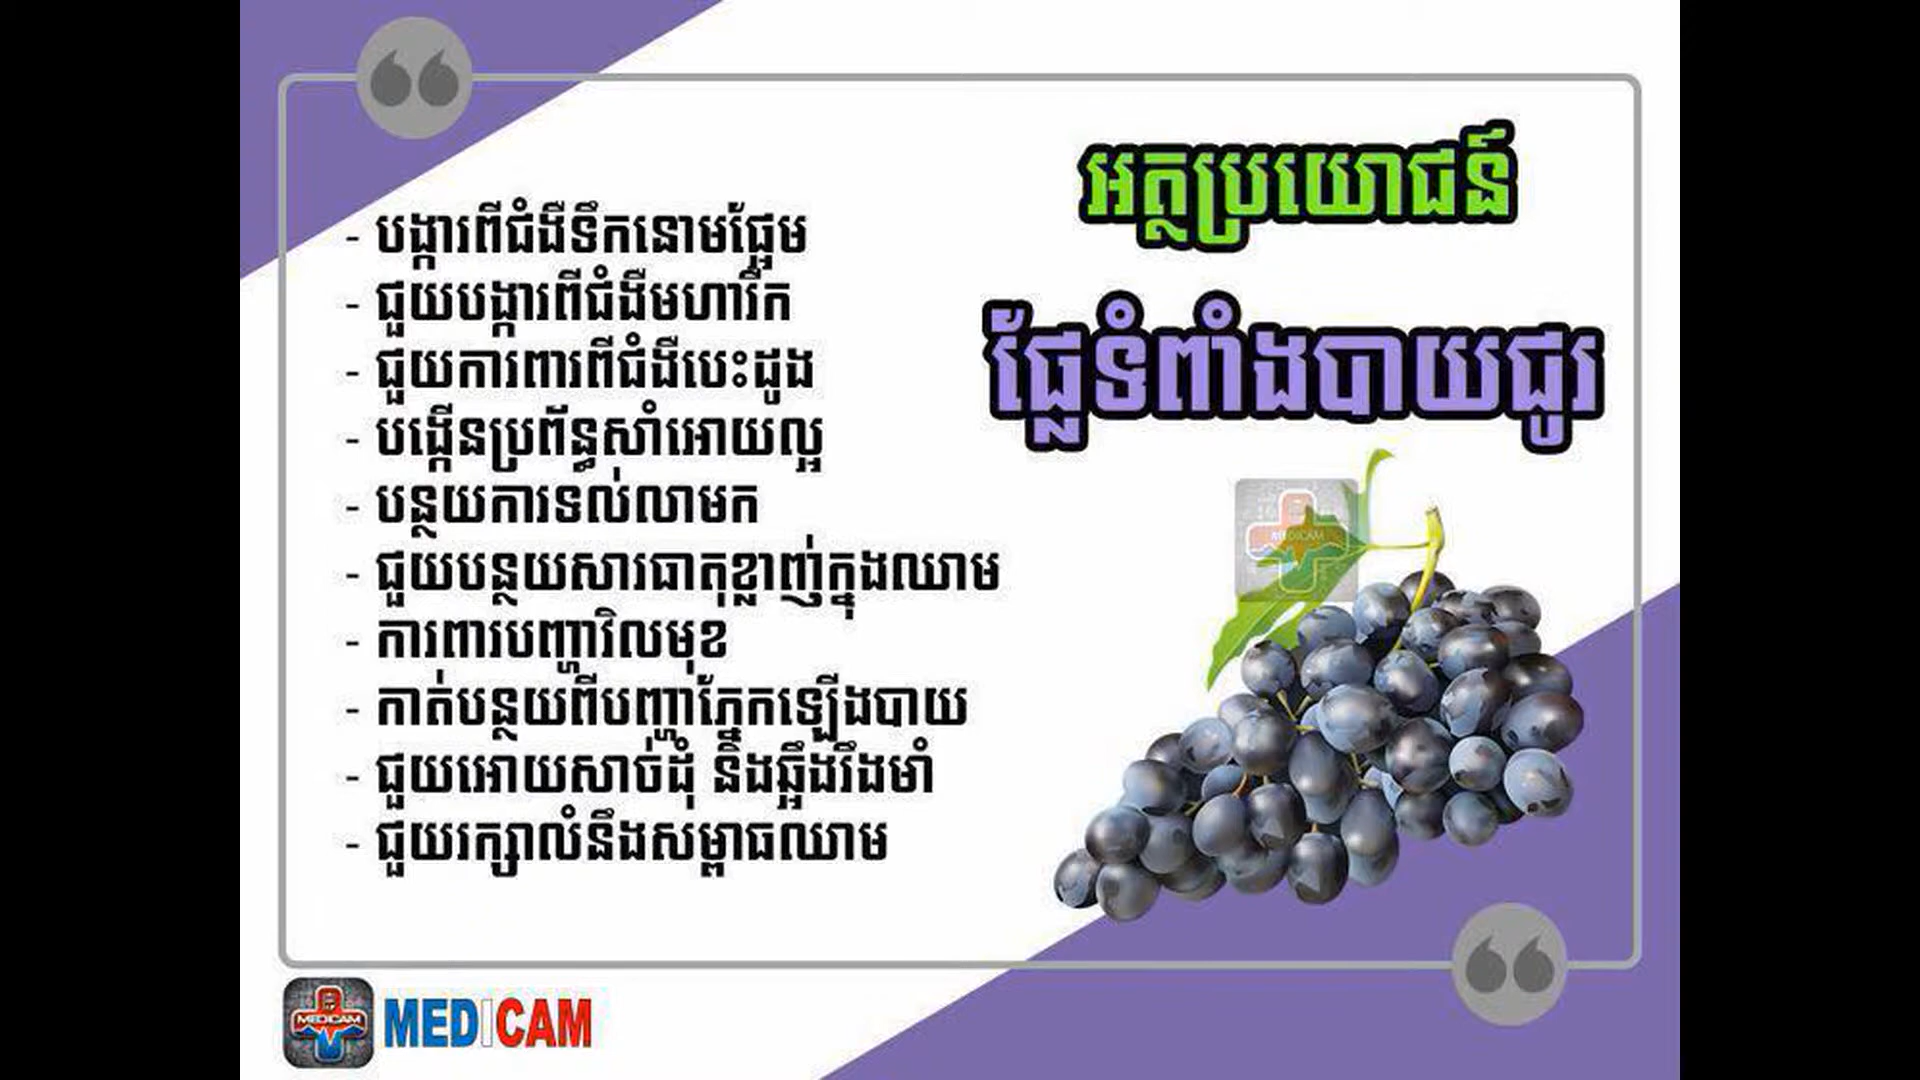 អត្ថប្រយោជន៍
ផ្លែទំពាំងបាយជូរ
- បង្ការពីជំងឺទឹកនោមផ្អែម
- ជួយបង្ការពីជំងឺមហារីក
- ជួយការពារពីជំងឺបេះដូង
- បង្កើនប្រព័ន្ធសាំអោយល្អ
- បន្ថយការទល់លាមក
- ជួយបន្ថយសារធាតុខ្លាញ់ក្នុងឈាម
- ការពារបញ្ហាវិលមុខ
- កាត់បន្ថយពីបញ្ហាភ្នែកឡើងបាយ
- ជួយអោយសាច់ដុំ និងឆ្អឹងរឹងមាំ
- ជួយរក្សាលំនឹងសម្ពាធឈាម
MEDICAM
MEDICAM
MEDICAM